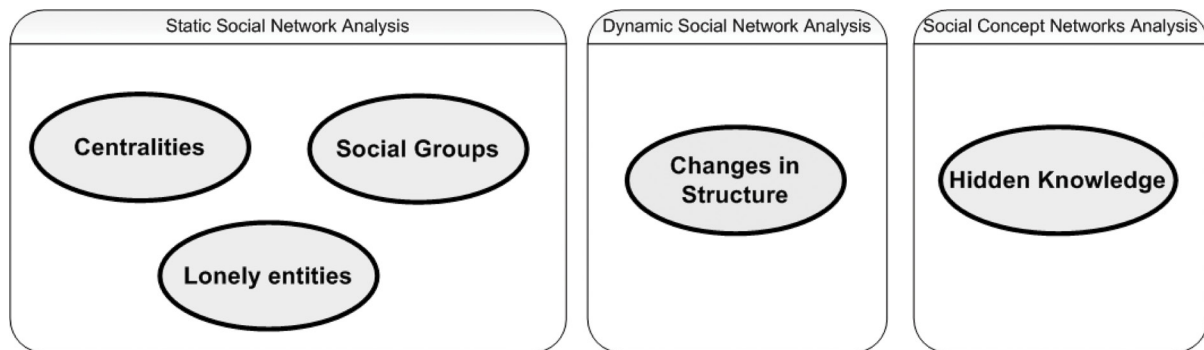 Static Social Network Analysis
Dynamic Social Network Analysis
Social Concept Networks Analysis
Centralities
Social Groups
Lonely entities
Changes in
Structure
Hidden Knowledge